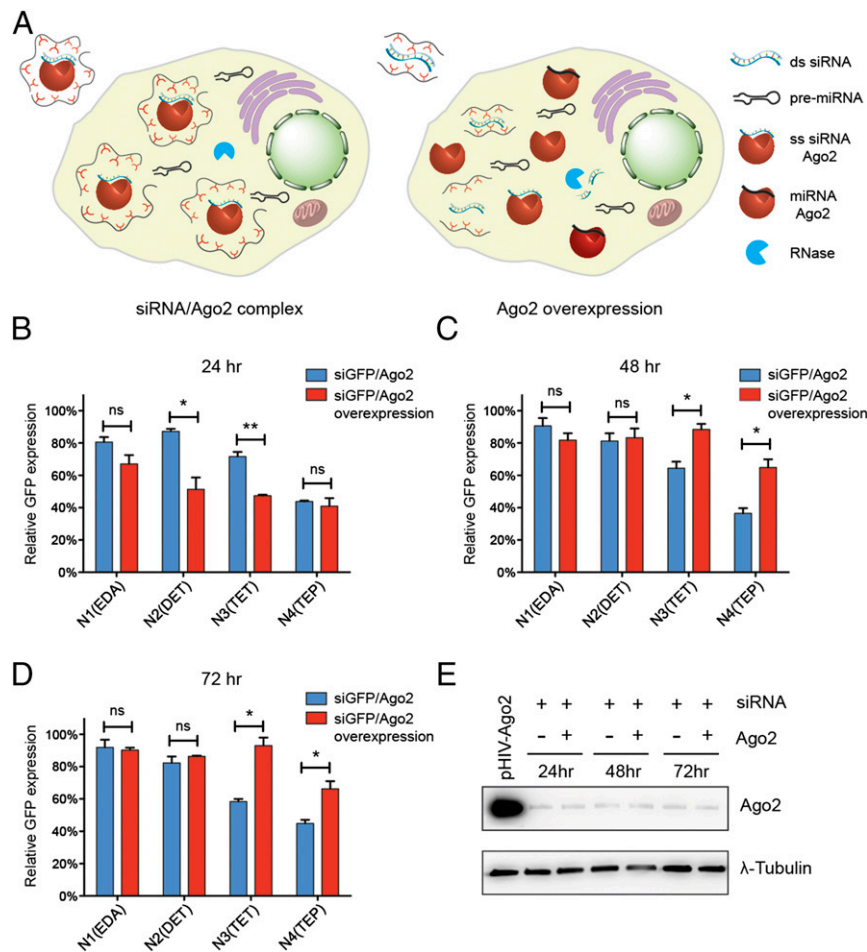 A
ds siRNA
pre-miRNA
ss siRNA
Ago2
miRNA
Ago2
RNase
siRNA/Ago2 complex
Ago2 overexpression
B
24 hr
siGFP/Ago2
siGFP/Ago2
overexpression
Relative GFP expression
100%
80%
60%
40%
20%
0%
ns
*
**
ns
N1(EDA)
N2(DET)
N3(TET)
N4(TEP)
C
48 hr
siGFP/Ago2
siGFP/Ago2
overexpression
Relative GFP expression
100%
80%
60%
40%
20%
0%
ns
ns
*
*
N1(EDA)
N2(DET)
N3(TET)
N4(TEP)
D
72 hr
siGFP/Ago2
siGFP/Ago2
overexpression
Relative GFP expression
100%
80%
60%
40%
20%
0%
ns
ns
*
*
N1(EDA)
N2(DET)
N3(TET)
N4(TEP)
E
pHIV-Ago2
+ + + + + + siRNA
- + - + - + Ago2
24hr 48hr 72hr
Ago2
λ-Tubulin